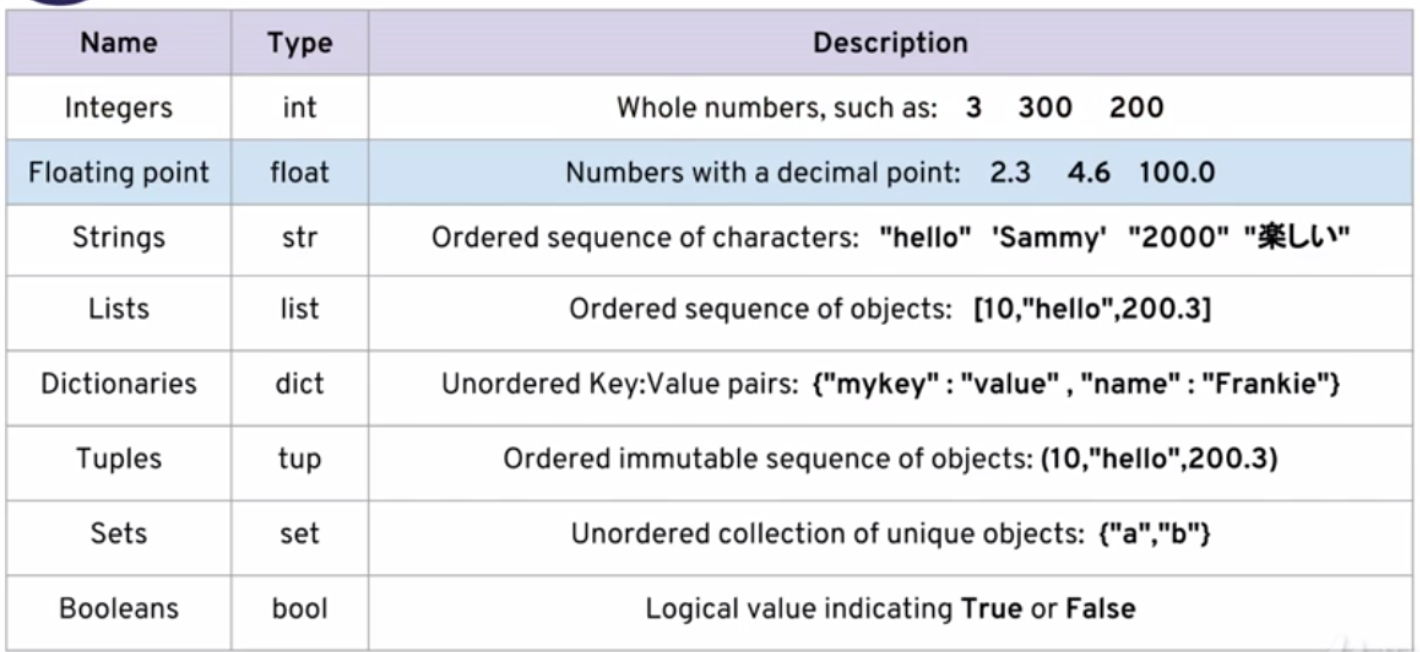 Name Type Description
Integers int Whole numbers, such as: 3 300 200
Floating point float Numbers with a decimal point: 2.3 4.6 100.0
Strings str Ordered sequence of characters: "hello" 'Sammy' "2000" "楽しい"
Lists list Ordered sequence of objects: [10,"hello",200.3]
Dictionaries dict Unordered Key:Value pairs: {"mykey" : "value" , "name" : "Frankie"}
Tuples tup Ordered immutable sequence of objects: (10,"hello",200.3)
Sets set Unordered collection of unique objects: {"a","b"}
Booleans bool Logical value indicating True or False